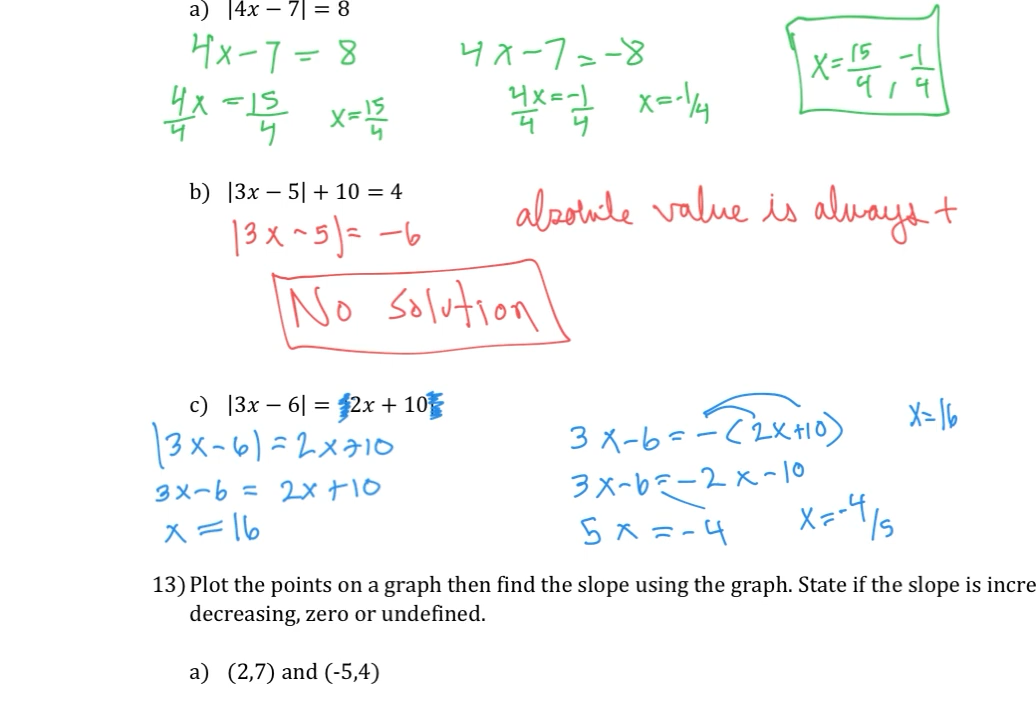 a) |4x − 7| = 8
4x-7 = 8
4x-7=-8
x=15/4, -1/4
4x/4 = 15/4
x=15/4
4x/4=-1/4
x=-1/4
b) |3x − 5| + 10 = 4
absolute value is always +
|3x-5|= -6
No solution
c) |3x − 6| = 2x + 10
|3x-6|=2x+10
3x-6=-(2x+10)
x=16
3x-6 = 2x+10
3x-6=-2x-10
x=16
5x=-4
x=-4/5
13) Plot the points on a graph then find the slope using the graph. State if the slope is incre
decreasing, zero or undefined.
a) (2,7) and (-5,4)